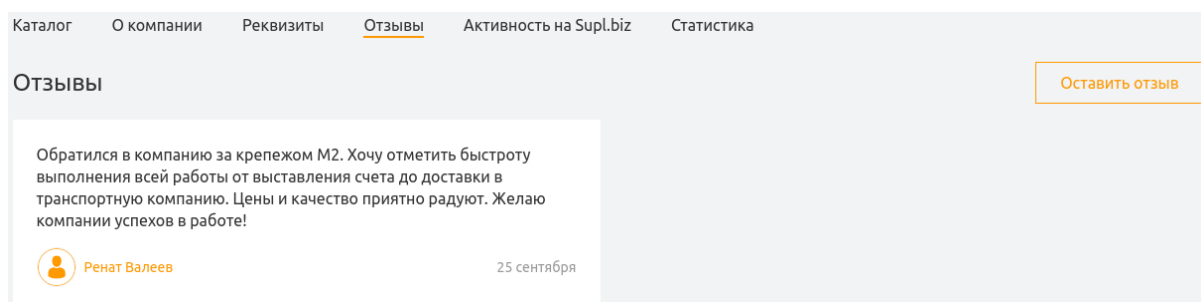 Каталог О компании Реквизиты Отзывы Активность на Supl.biz Статистика
Отзывы
Оставить отзыв
Обратился в компанию за крепежом М2. Хочу отметить быстроту
выполнения всей работы от выставления счета до доставки в
транспортную компанию. Цены и качество приятно радуют. Желаю
компании успехов в работе!
Ренат Валеев
25 сентября